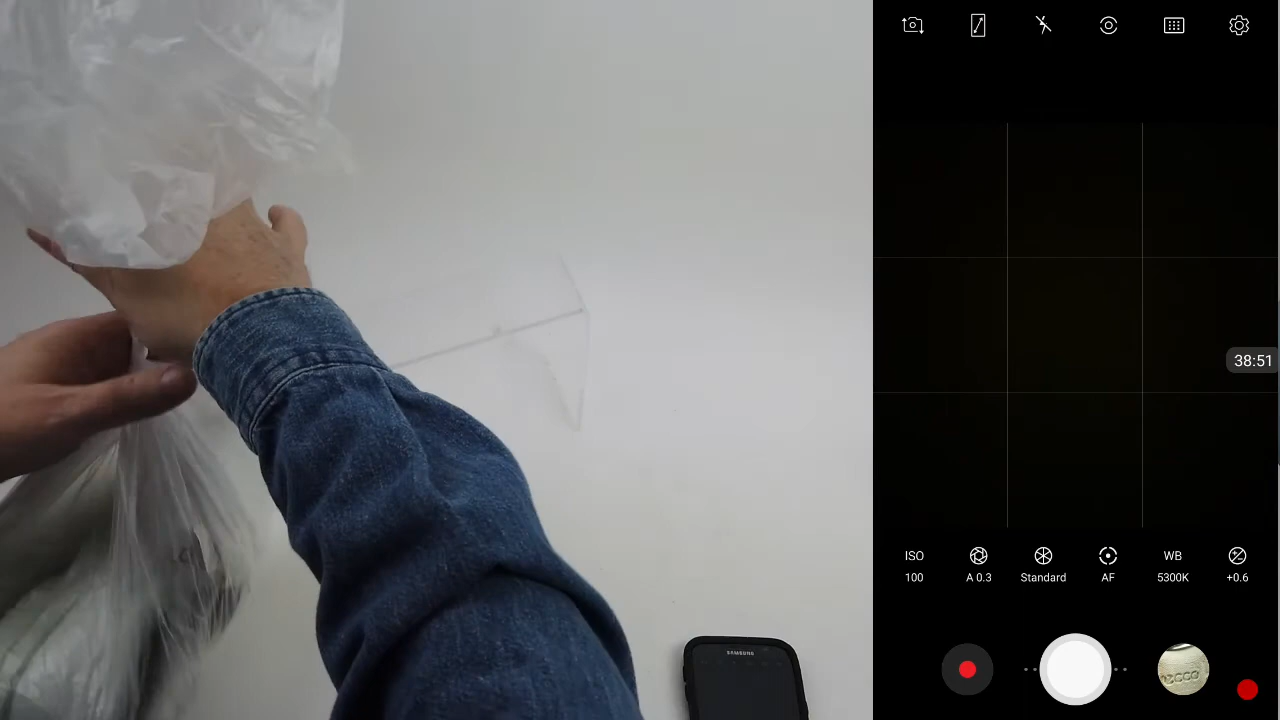 SAMSUNG
38:51
ISO
100
A 0.3
Standard
AF
WB
5300K
+0.6